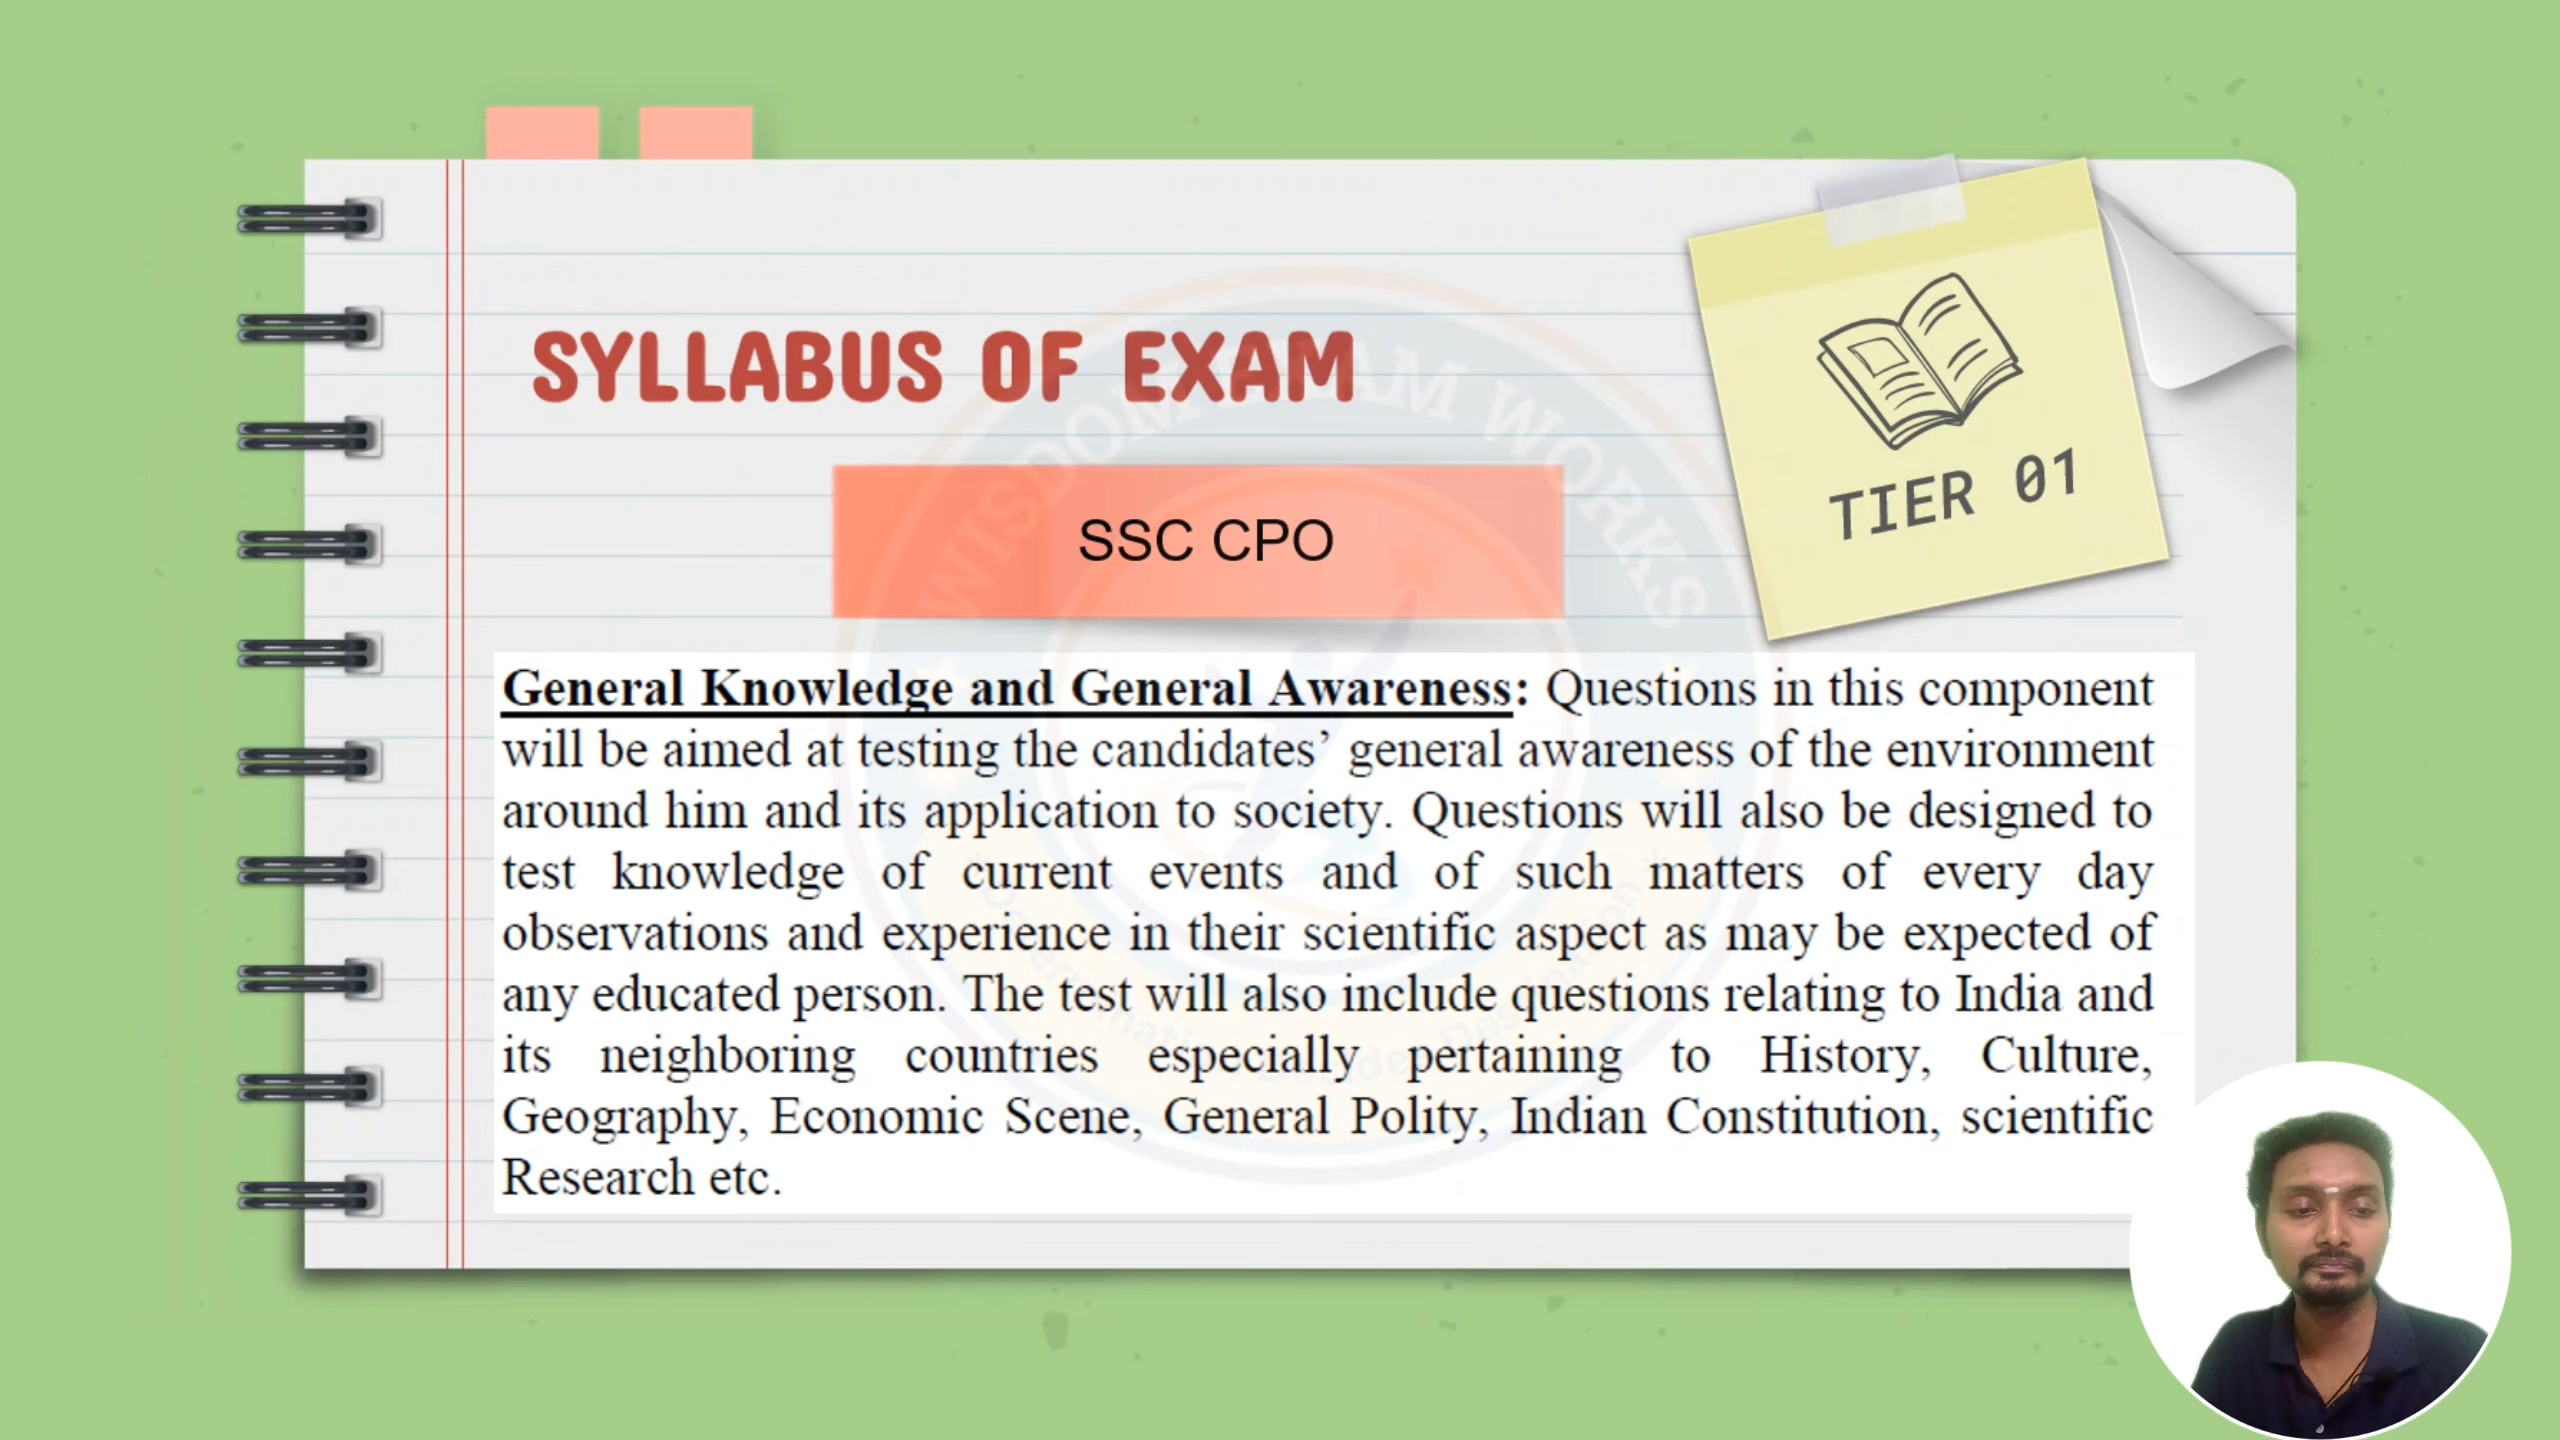 SYLLABUS OF EXAM
TIER 01
SSC CPO
WISDOM EXAM WORKS
General Knowledge and General Awareness: Questions in this component
will be aimed at testing the candidates’ general awareness of the environment
around him and its application to society. Questions will also be designed to
test knowledge of current events and of such matters of every day
observations and experience in their scientific aspect as may be expected of
any educated person. The test will also include questions relating to India and
its neighboring countries especially pertaining to History, Culture,
Geography, Economic Scene, General Polity, Indian Constitution, scientific
Research etc.